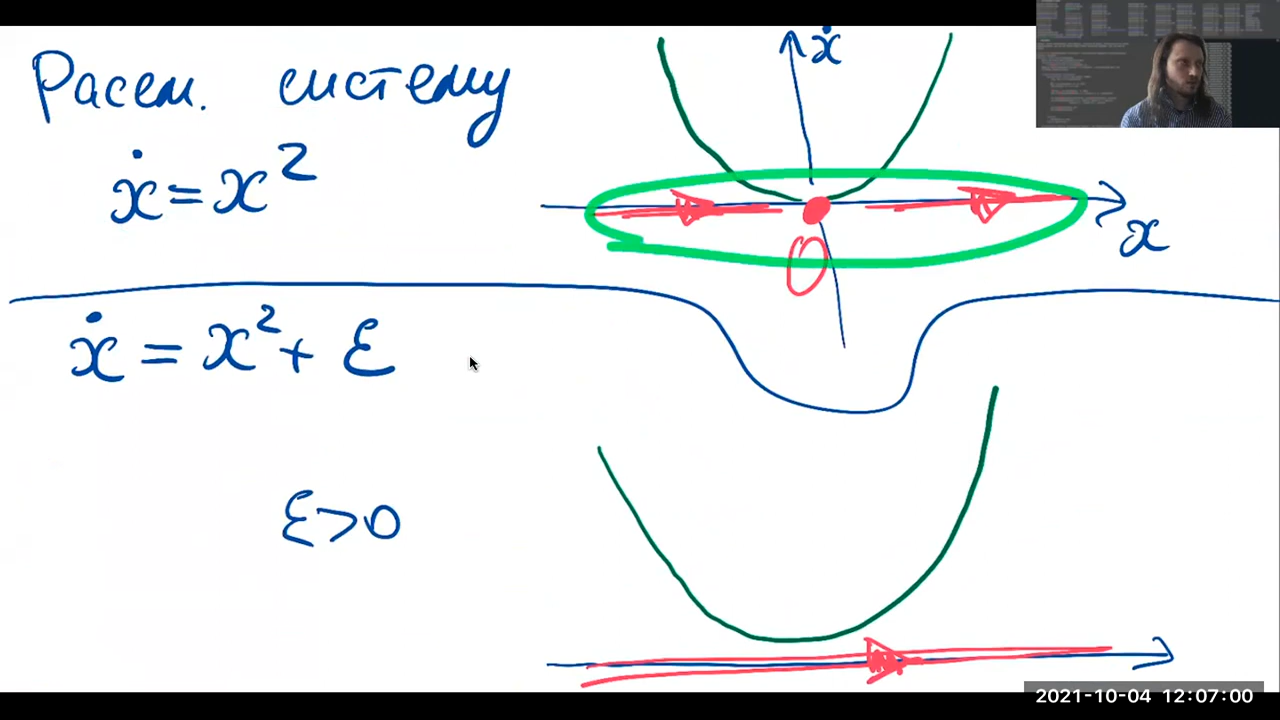 Рассм. систему
ẋ
ẋ = x²
0
x
ẋ = x² + ε
ε > 0
2021-10-04 12:07:00